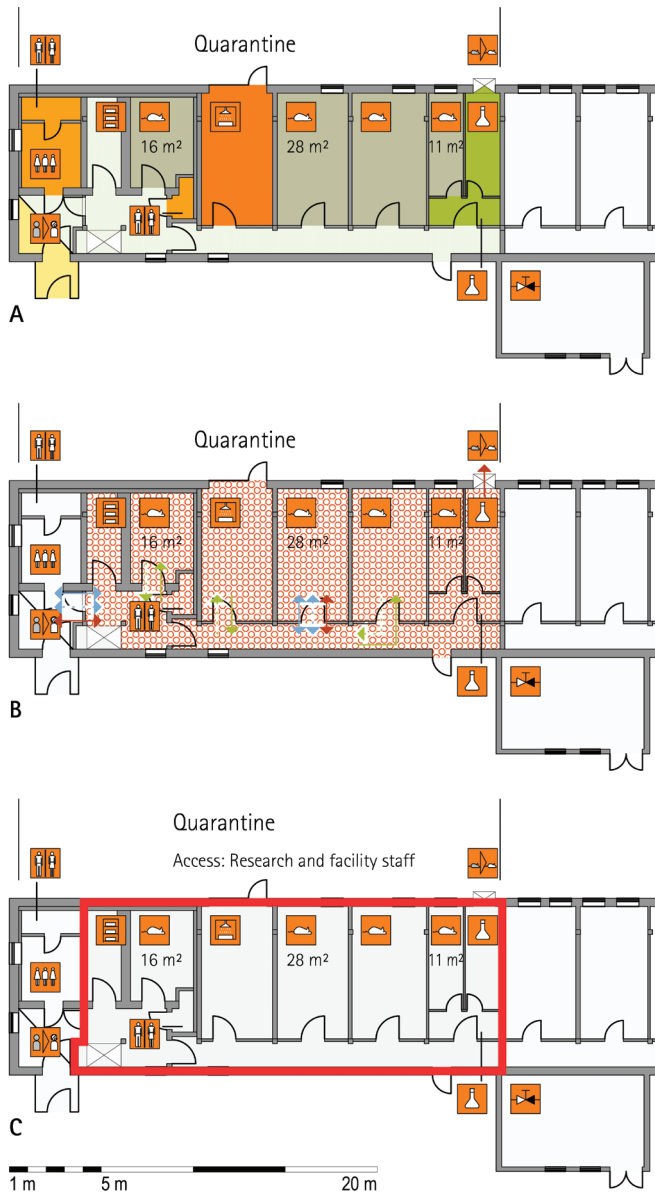 Quarantine
16 m²
28 m²
11 m²
A
Quarantine
16 m²
28 m²
11 m²
B
Quarantine
Access: Research and facility staff
16 m²
28 m²
11 m²
C
1 m 5 m 20 m